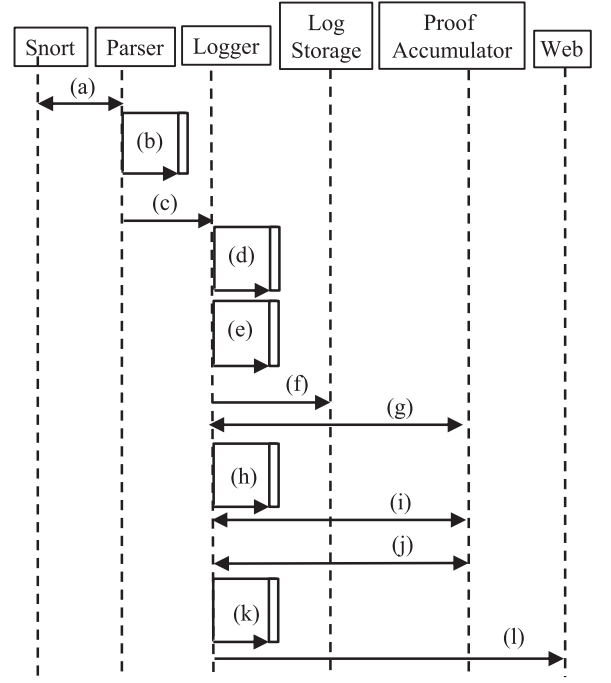 Snort
Parser
Logger
Log
Storage
Proof
Accumulator
Web
(a)
(b)
(c)
(d)
(e)
(f)
(g)
(h)
(i)
(j)
(k)
(l)